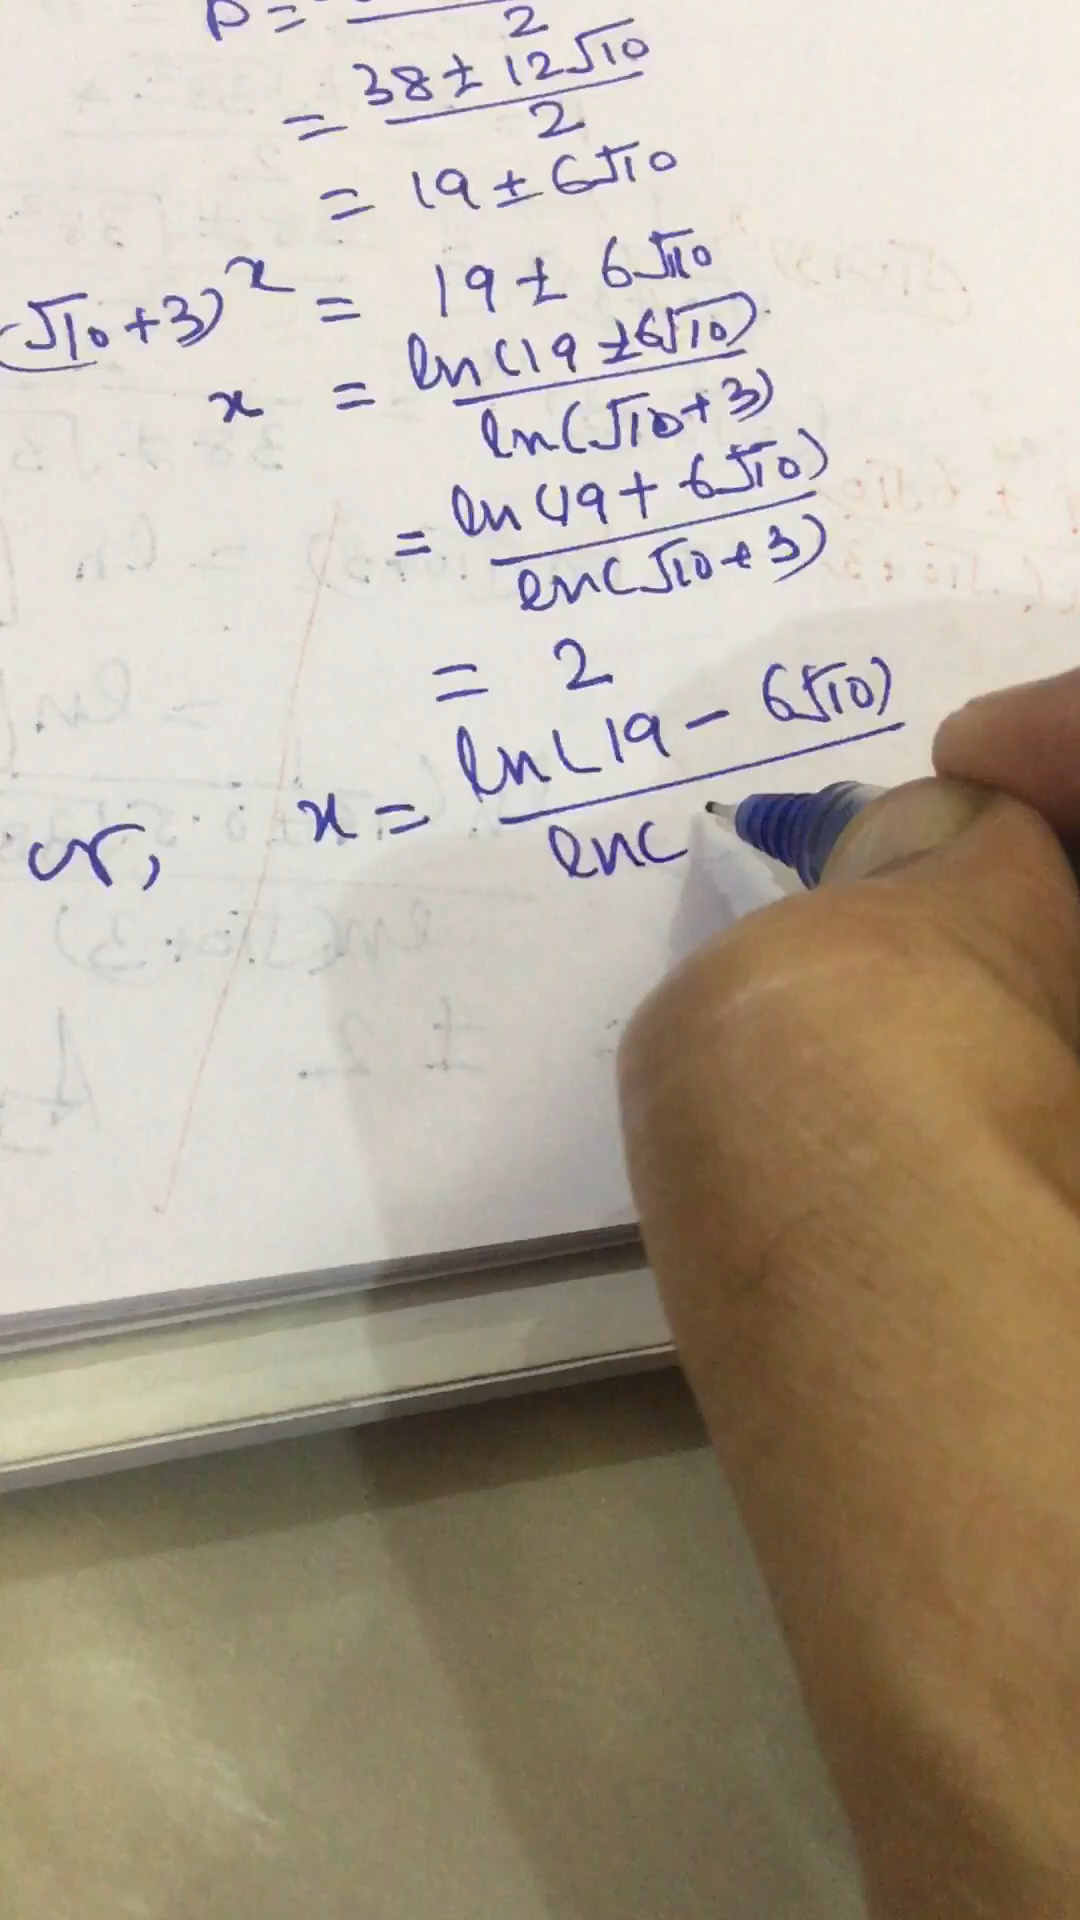 P =
2
= 38 ± 12√10
2
= 19 ± 6√10
(√10 + 3)^x = 19 ± 6√10
x = ln(19 ± 6√10)
ln(√10 + 3)
= ln(19 + 6√10)
ln(√10 + 3)
= 2
or, x = ln(19 - 6√10)
ln(